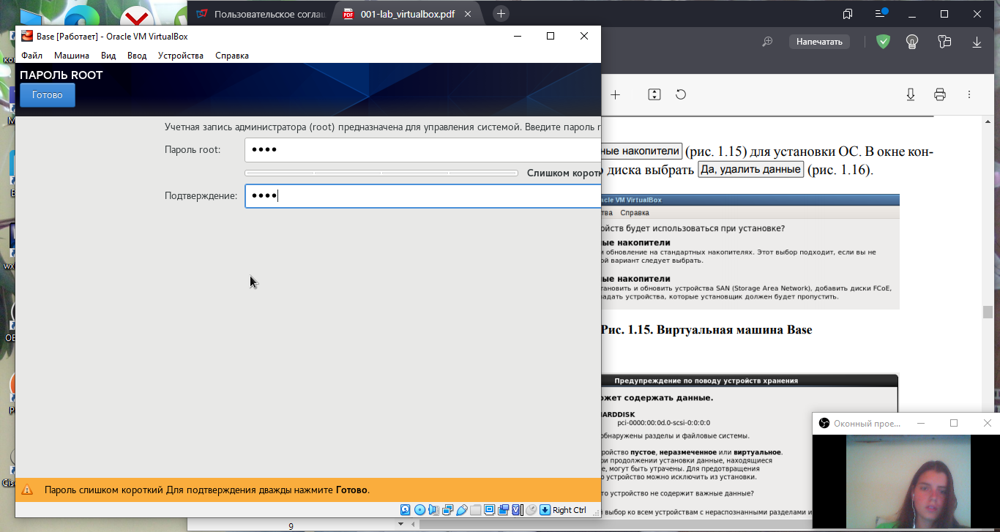 Пользовательское соглаш
001-lab_virtualbox.pdf
Base [Работает] - Oracle VM VirtualBox
Файл Машина Вид Ввод Устройства Справка
Напечатать
ПАРОЛЬ ROOT
Готово
Учетная запись администратора (root) предназначена для управления системой. Введите пароль r
Пароль root:
Слишком коротк
Подтверждение:
ные накопители (рис. 1.15) для установки ОС. В окне кон-
диска выбрать Да, удалить данные (рис. 1.16).
acle VM VirtualBox
тва Справка
ойств будет использоваться при установке?
ные накопители
и обновление на стандартных накопителях. Этот выбор подходит, если вы не
ой вариант следует выбрать.
ные накопители
тановить и обновить устройства SAN (Storage Area Network), добавить диски FCoE,
ладать устройства, которые установщик должен будет пропустить.
Рис. 1.15. Виртуальная машина Base
Предупреждение по поводу устройств хранения
ожет содержать данные.
HARDDISK
pci-0000:00:0d.0-scsi-0:0:0:0
обнаружены разделы и файловые системы.
ройство пустое, неразмеченное или виртуальное.
ри продолжении установки данные, находящиеся
е, могут быть утрачены. Для предотвращения
о устройство можно исключить из установки.
то устройство не содержит важные данные?
и выбор ко всем устройствам с нераспознанными разделами и
Оконный прое...
Пароль слишком короткий Для подтверждения дважды нажмите Готово.
Right Ctrl
9